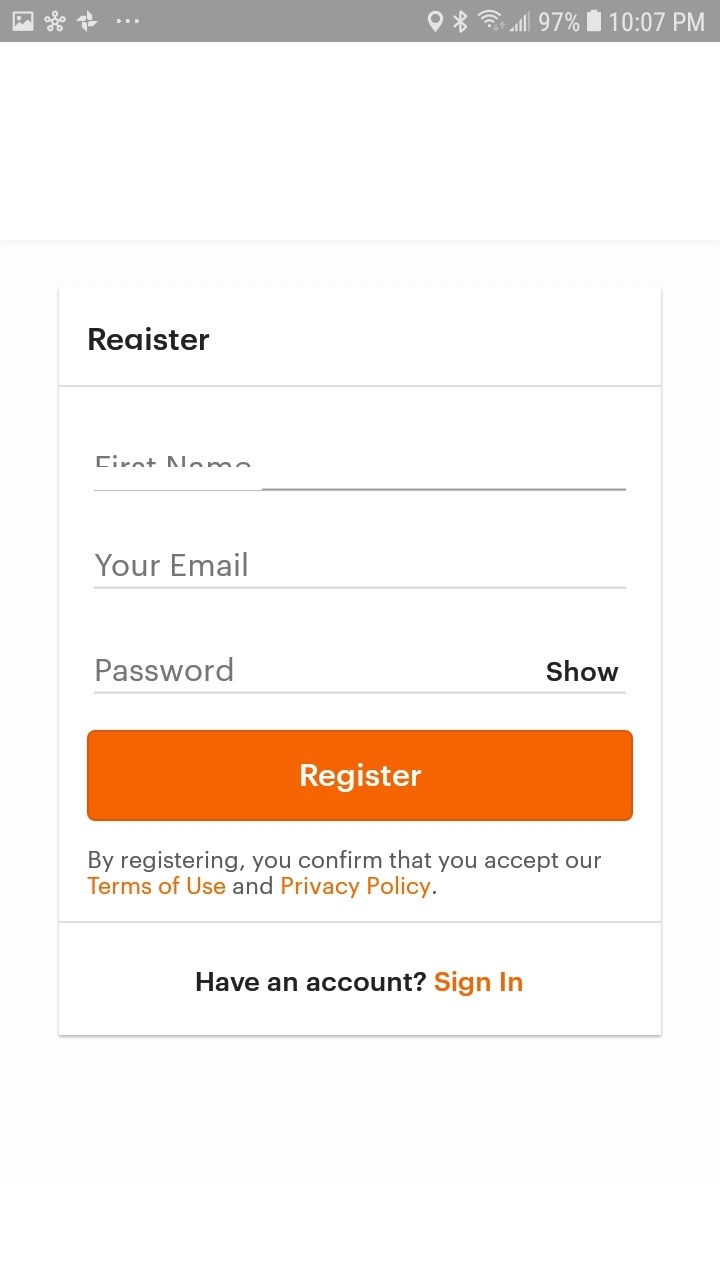 97% 10:07 PM
Register
First Name
Your Email
Password Show
Register
By registering, you confirm that you accept our
Terms of Use and Privacy Policy.
Have an account? Sign In